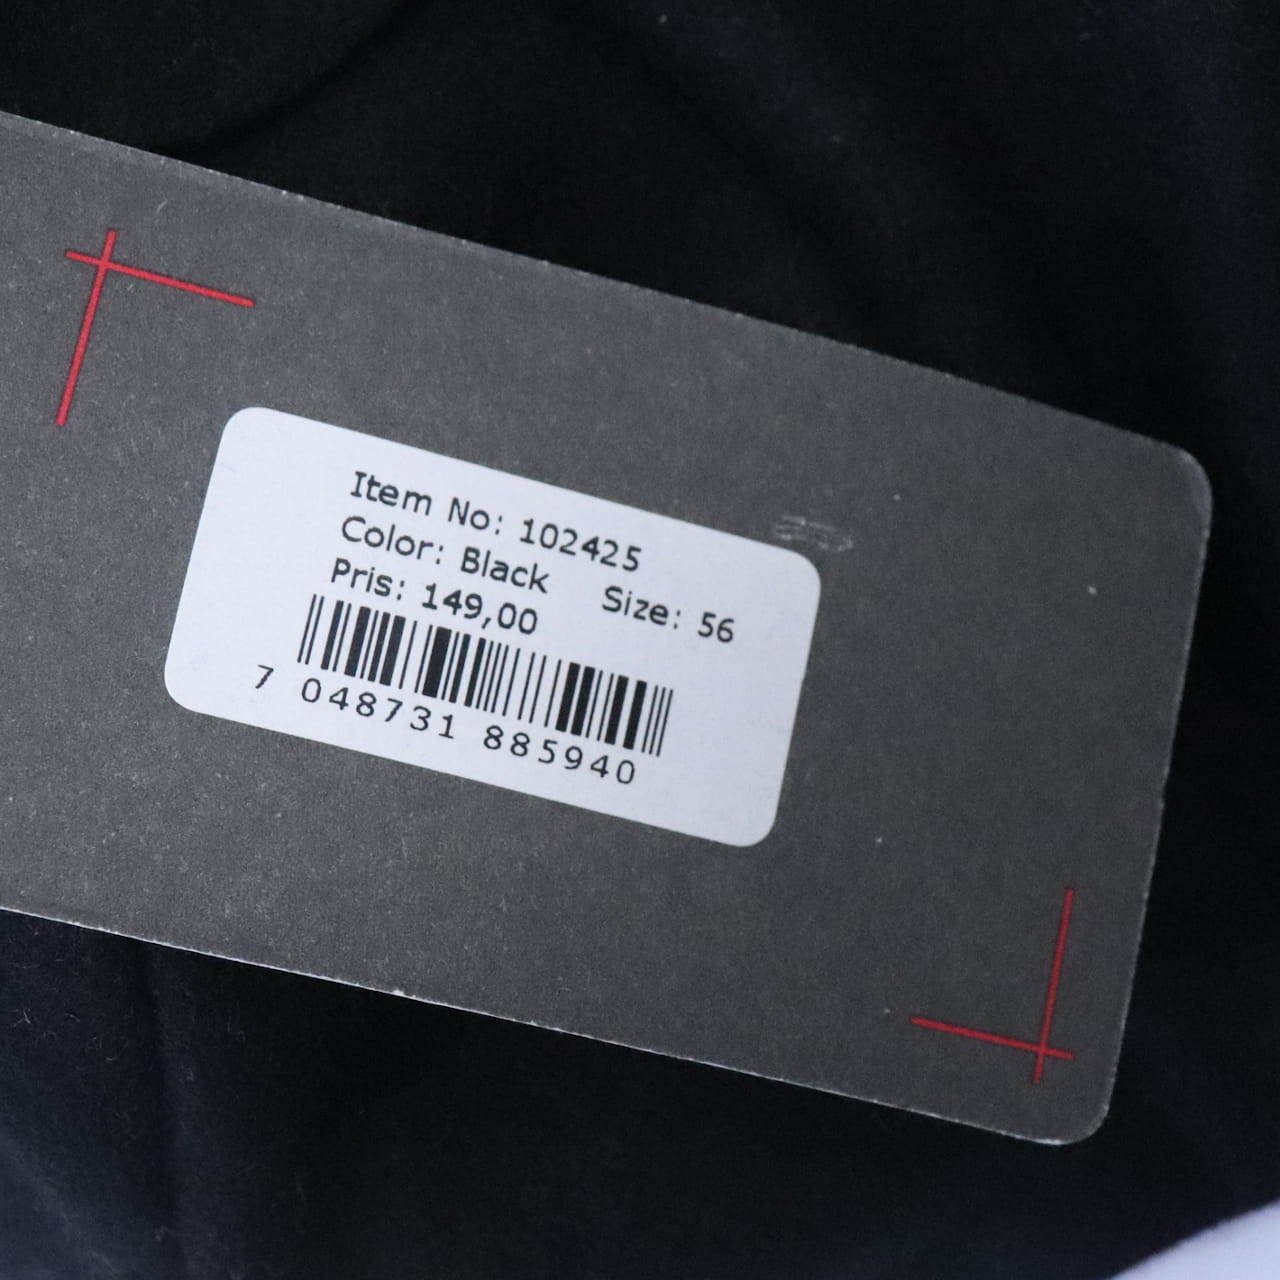 Item No: 102425
Color: Black Size: 56
Pris: 149,00
7 048731 885940